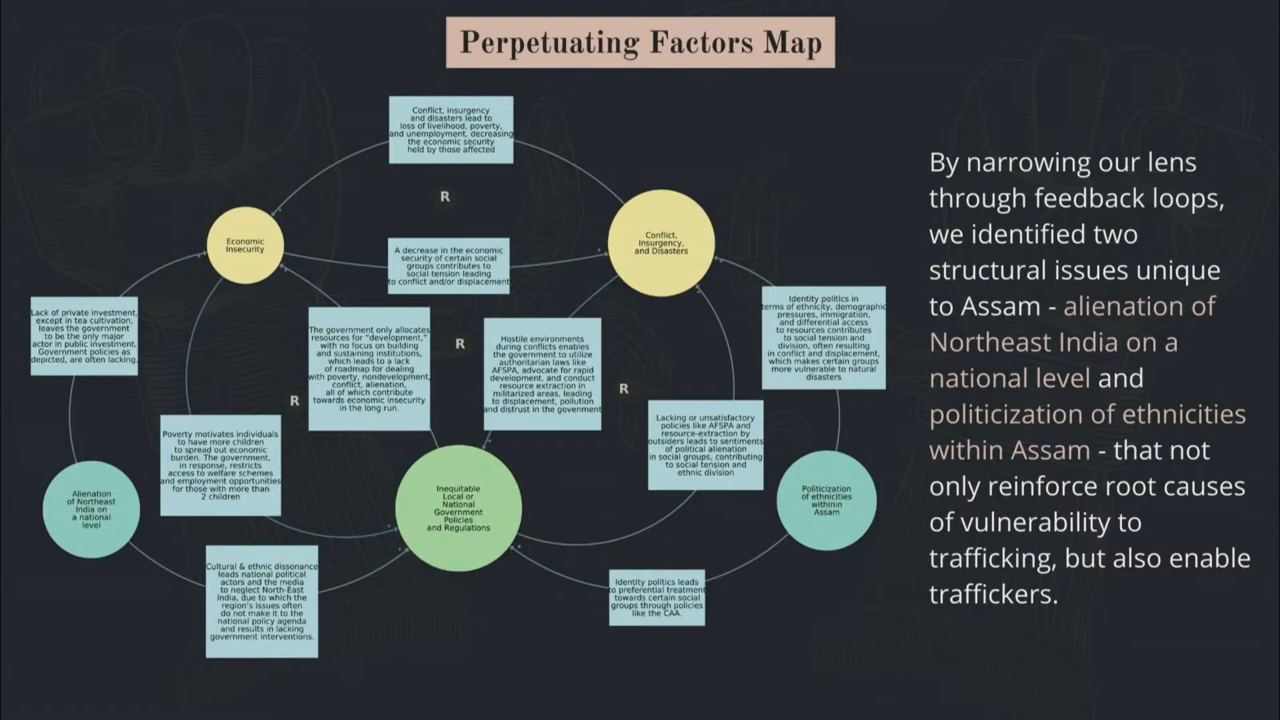 Perpetuating Factors Map
Conflict, insurgency
and disasters lead to
loss of livelihood, poverty,
and unemployment, decreasing
the economic security
held by those affected
R
Economic
Insecurity
Conflict,
Insurgency,
and Disasters
A decrease in the economic
security of certain social
groups contributes to
social tension leading
to conflict and/or displacement
Lack of private investment,
except in tea cultivation,
leaves the government
to be the only major
actor in public investment.
Government policies as
depicted, are often lacking.
The government only allocates
resources for "development,"
with no focus on building
and sustaining institutions,
which leads to a lack
of roadmap for dealing
with poverty, nondevelopment,
conflict, alienation,
all of which contribute
towards economic insecurity
in the long run.
R
Hostile environments
during conflicts enables
the government to utilize
authoritarian laws like
AFSPA, advocate for rapid
development, and conduct
resource extraction in
militarized areas, leading
to displacement, pollution
and distrust in the government
Identity politics in
terms of ethnicity, demographic
pressures, immigration,
and differential access
to resources contributes
to social tension and
division, often resulting
in conflict and displacement,
which makes certain groups
more vulnerable to natural
disasters
R
R
Poverty motivates individuals
to have more children
to spread out economic
burden. The government,
in response, restricts
access to welfare schemes
and employment opportunities
for those with more than
2 children
Lacking or unsatisfactory
policies like AFSPA and
resource-extraction by
outsiders leads to sentiments
of political alienation
in social groups, contributing
to social tension and
ethnic division
Alienation
of Northeast
India on
a national
level
Inequitable
Local or
National
Government
Policies
and Regulations
Politicization
of ethnicities
withinin
Assam
Cultural & ethnic dissonance
leads national political
actors and the media
to neglect North-East
India, due to which the
region's issues often
do not make it to the
national policy agenda
and results in lacking
government interventions.
Identity politics leads
to preferential treatment
towards certain social
groups through policies
like the CAA.
By narrowing our lens
through feedback loops,
we identified two
structural issues unique
to Assam - alienation of
Northeast India on a
national level and
politicization of ethnicities
within Assam - that not
only reinforce root causes
of vulnerability to
trafficking, but also enable
traffickers.